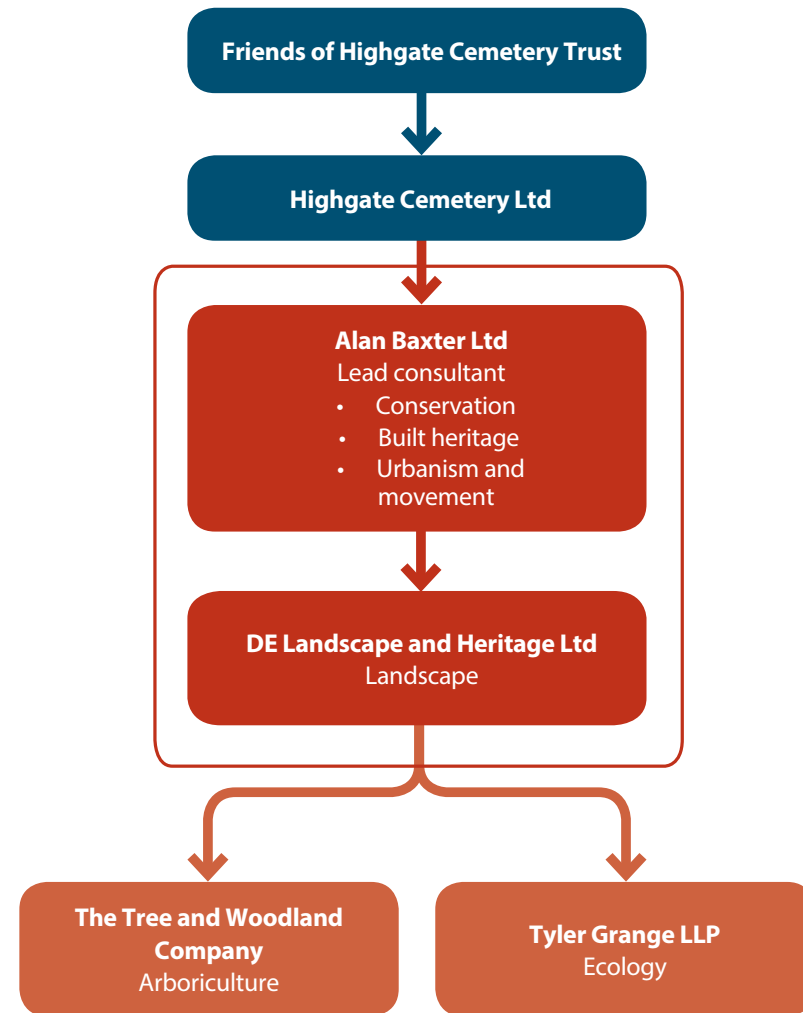 Friends of Highgate Cemetery Trust
Highgate Cemetery Ltd
Alan Baxter Ltd
Lead consultant
• Conservation
• Built heritage
• Urbanism and
movement
DE Landscape and Heritage Ltd
Landscape
The Tree and Woodland
Company
Arboriculture
Tyler Grange LLP
Ecology